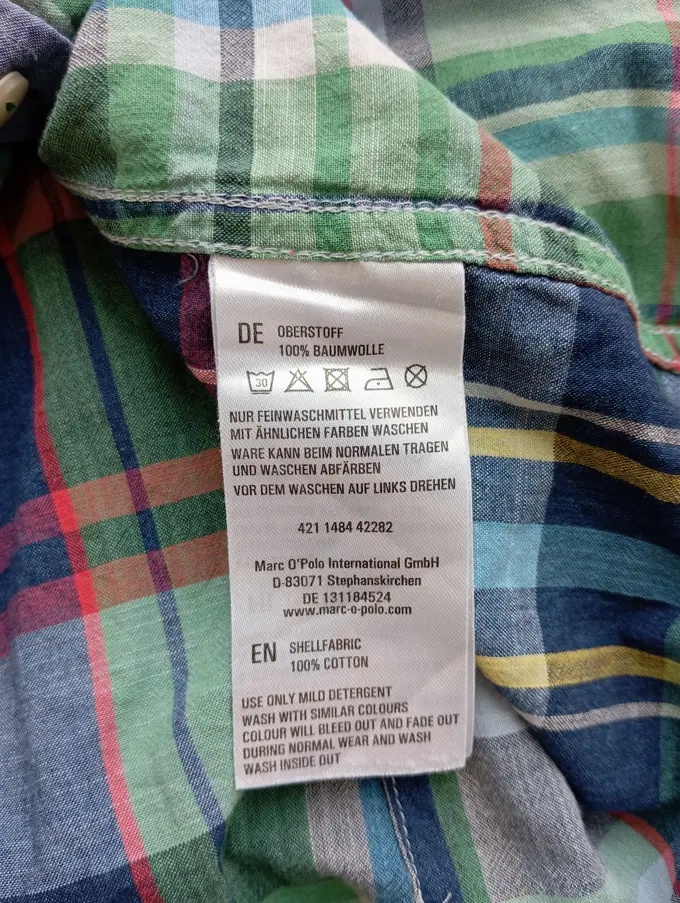 DE OBERSTOFF
100% BAUMWOLLE
30
NUR FEINWASCHMITTEL VERWENDEN
MIT ÄHNLICHEN FARBEN WASCHEN
WARE KANN BEIM NORMALEN TRAGEN
UND WASCHEN ABFÄRBEN
VOR DEM WASCHEN AUF LINKS DREHEN
421 1484 42282
Marc O'Polo International GmbH
D-83071 Stephanskirchen
DE 131184524
www.marc-o-polo.com
EN SHELLFABRIC
100% COTTON
USE ONLY MILD DETERGENT
WASH WITH SIMILAR COLOURS
COLOUR WILL BLEED OUT AND FADE OUT
DURING NORMAL WEAR AND WASH
WASH INSIDE OUT